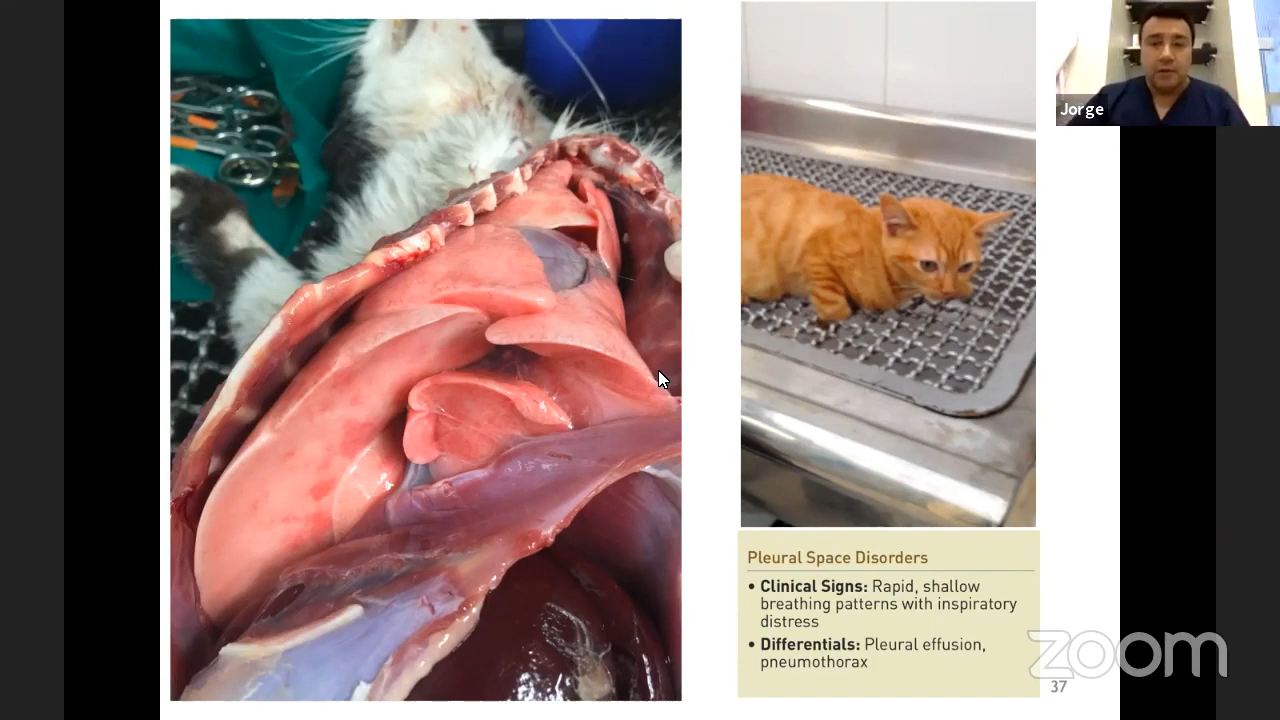 Jorge
Pleural Space Disorders
• Clinical Signs: Rapid, shallow
breathing patterns with inspiratory
distress
• Differentials: Pleural effusion,
pneumothorax
zoom
37